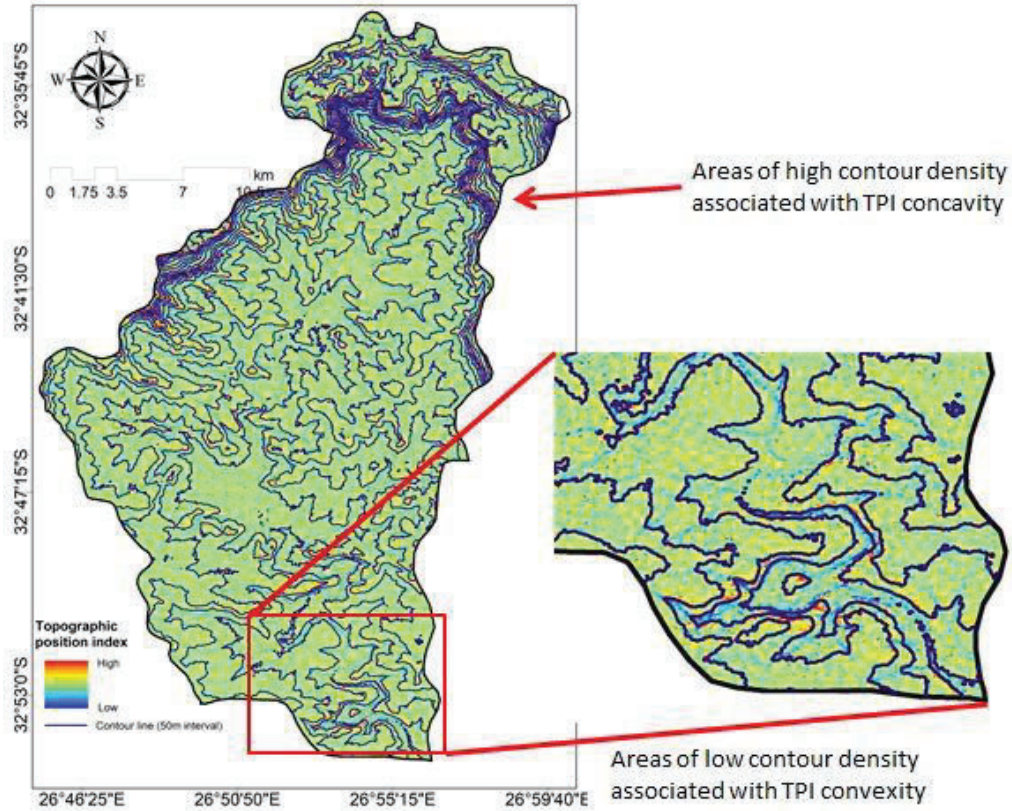 N
W E
S
km
0 1.75 3.5 7 10.5
32°35'45"S
32°41'30"S
32°47'15"S
32°53'0"S
Areas of high contour density
associated with TPI concavity
Topographic
position index
High
Low
Contour line (50m interval)
26°46'25"E 26°50'50"E 26°55'15"E 26°59'40"E
Areas of low contour density
associated with TPI convexity